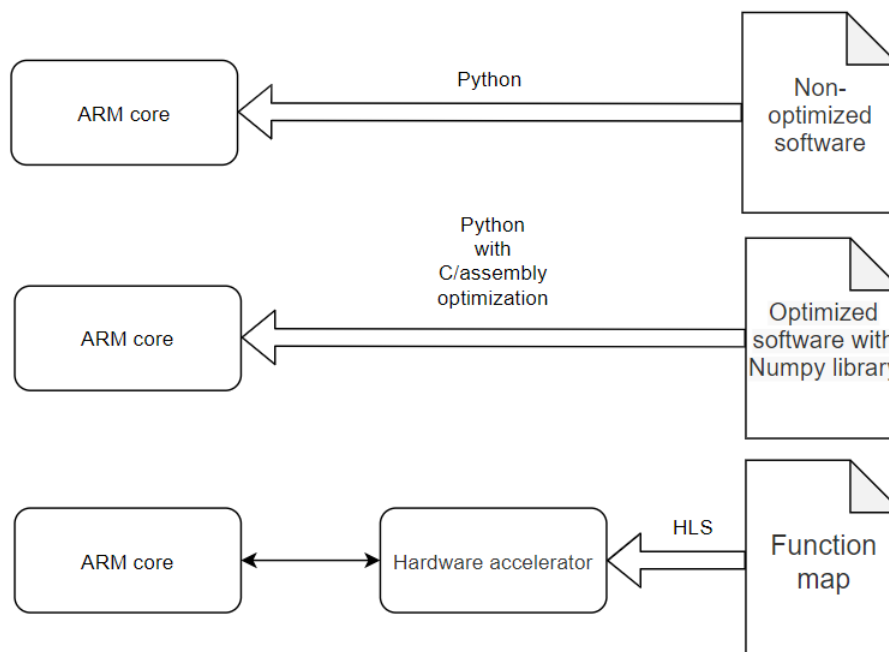 Python
ARM core
Non-
optimized
software
Python
with
C/assembly
optimization
ARM core
Optimized
software with
Numpy library
ARM core
Hardware accelerator
HLS
Function
map